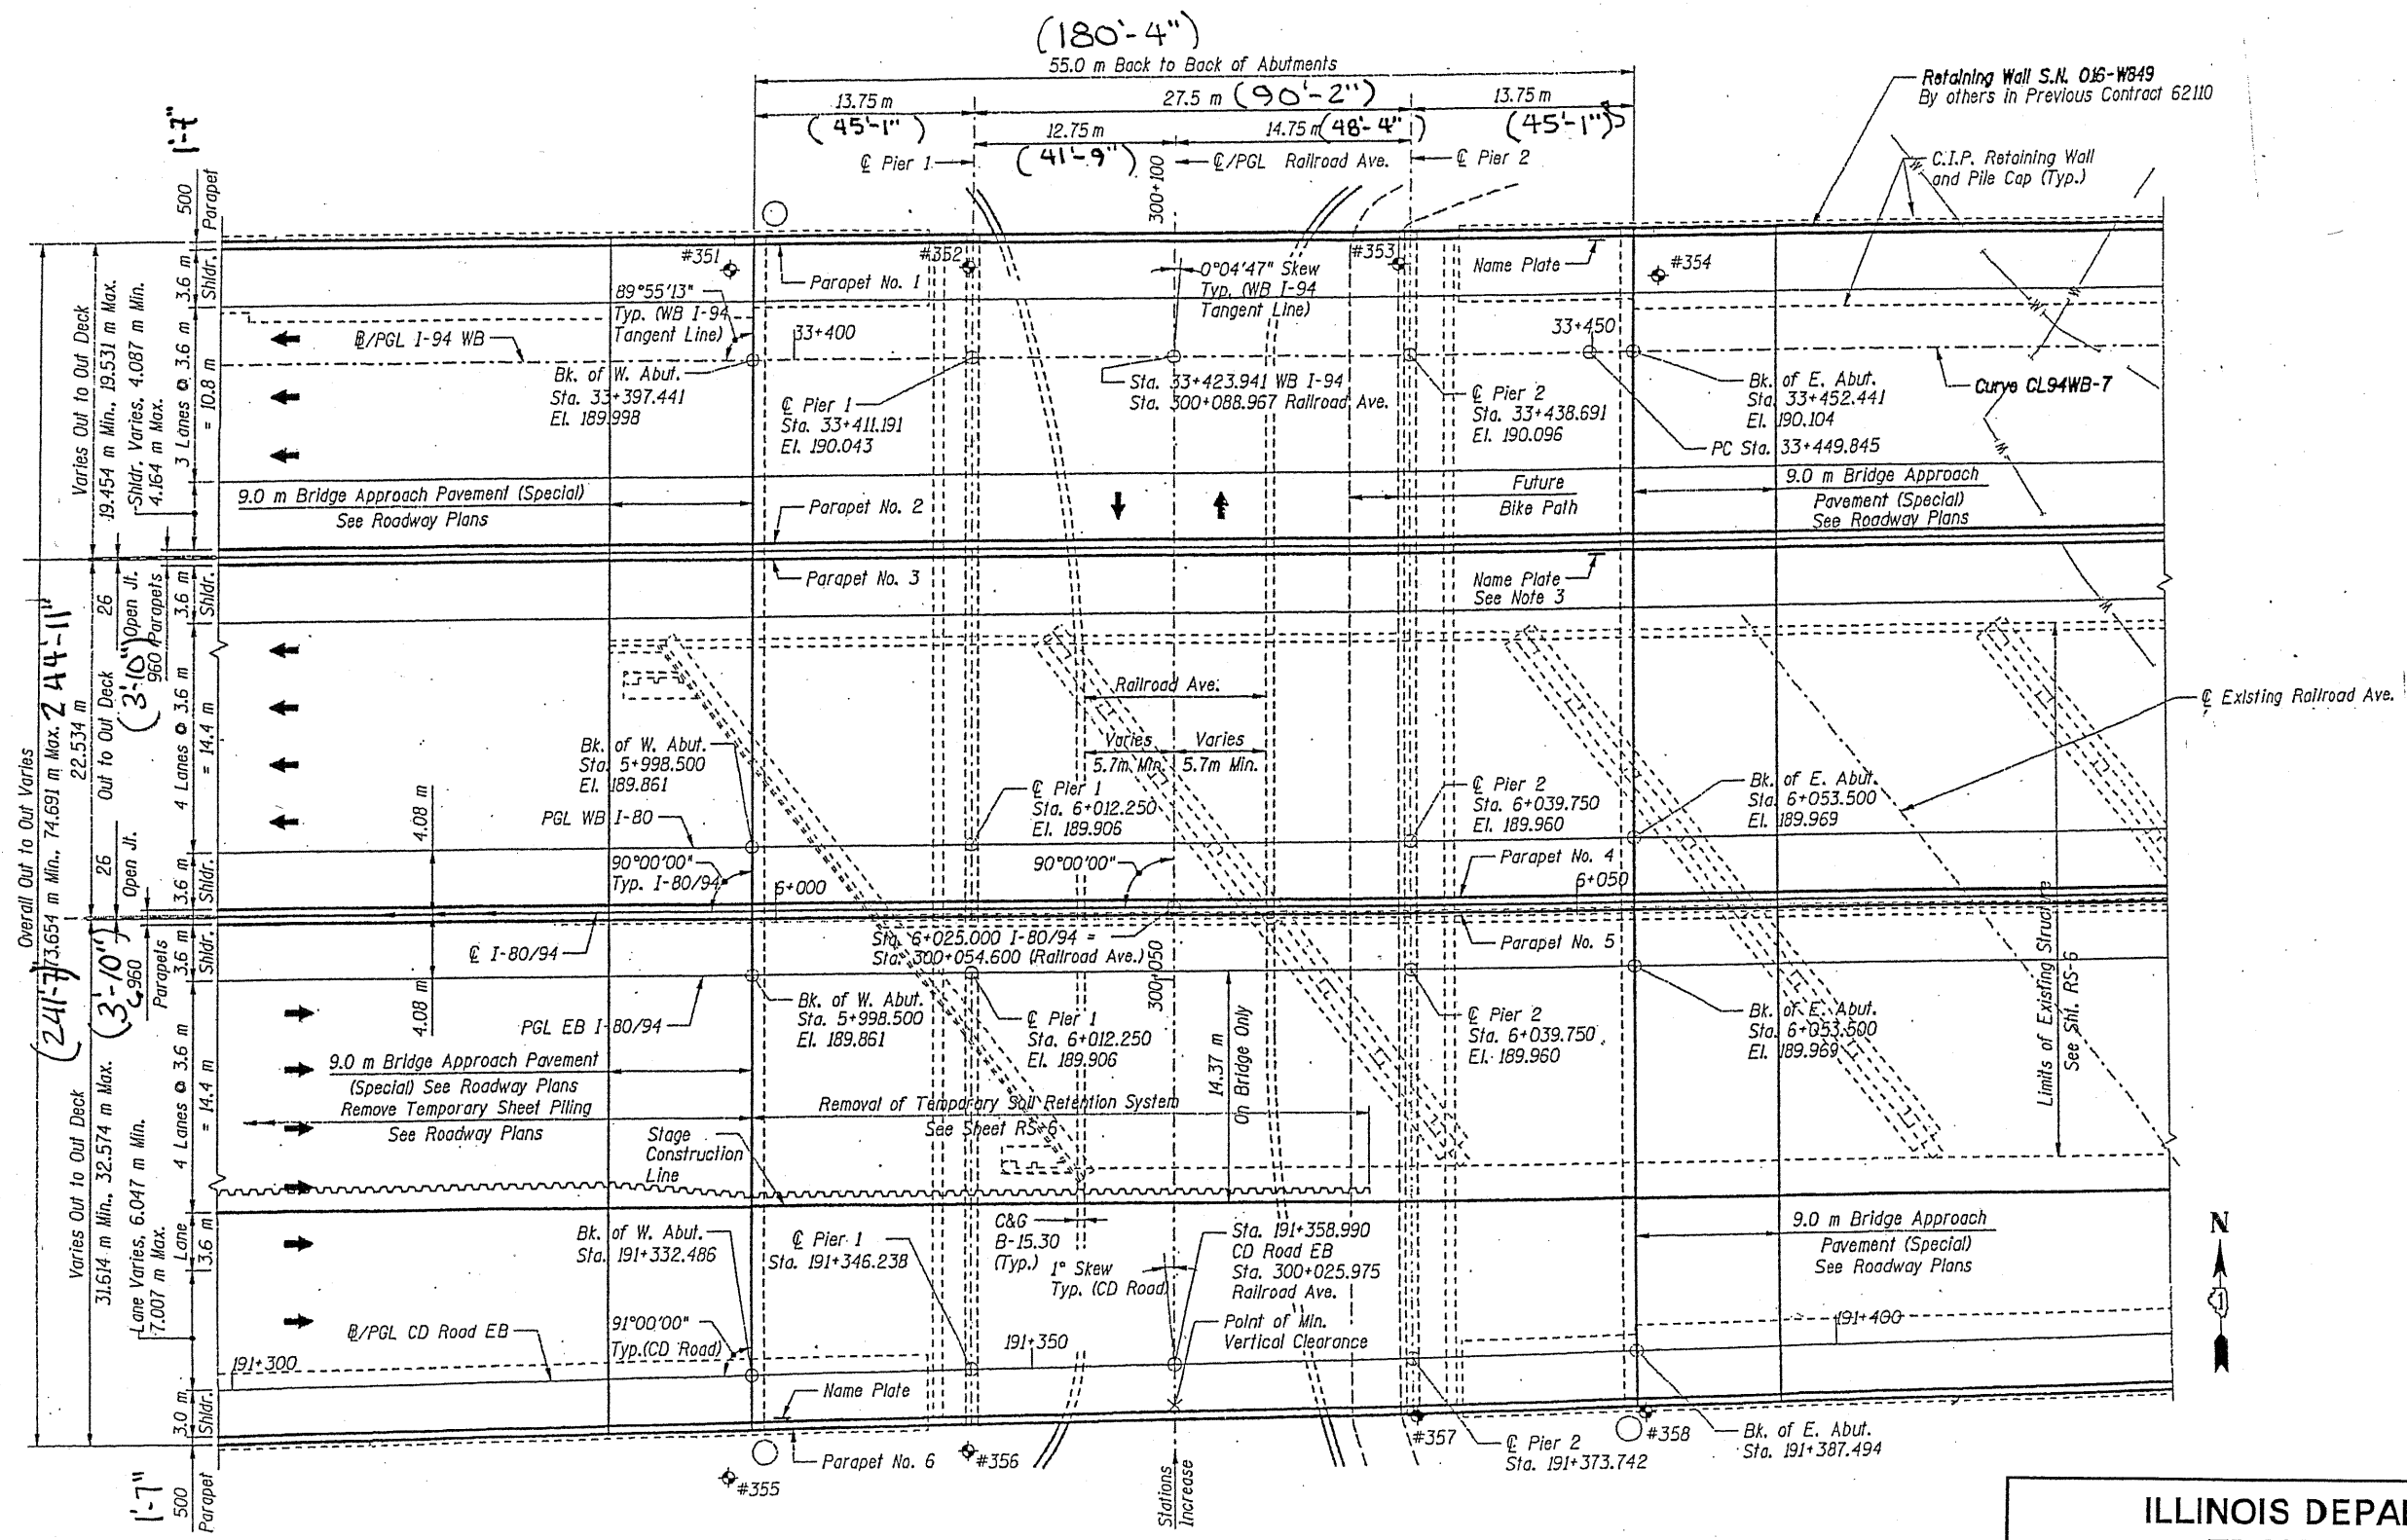 (180'-4")
55.0 m Back to Back of Abutments
13.75 m
27.5 m (90'-2")
13.75 m
(45'-1")
(45'-1")
12.75 m
14.75 m (48'-4")
(41'-9")
℄ Pier 1
300+100
℄/PGL Railroad Ave.
℄ Pier 2
Retaining Wall S.N. 016-W849
By others in Previous Contract 62110
C.I.P. Retaining Wall
and Pile Cap (Typ.)
1'-7"
500
Parapet
3.6 m
Shldr.
Varies Out to Out Deck
19.454 m Min., 19.531 m Max.
Shldr. Varies, 4.087 m Min.
4.164 m Max.
3 Lanes @ 3.6 m
= 10.8 m
#351
#352
#353
#354
Parapet No. 1
0°04'47" Skew
Typ. (WB I-94
Tangent Line)
Name Plate
89°55'13"
Typ. (WB I-94
Tangent Line)
33+400
33+450
B/PGL I-94 WB
Bk. of W. Abut.
Sta. 33+397.441
El. 189.998
℄ Pier 1
Sta. 33+411.191
El. 190.043
Sta. 33+423.941 WB I-94
Sta. 300+088.967 Railroad Ave.
℄ Pier 2
Sta. 33+438.691
El. 190.096
Bk. of E. Abut.
Sta. 33+452.441
El. 190.104
Curve CL94WB-7
PC Sta. 33+449.845
9.0 m Bridge Approach Pavement (Special)
See Roadway Plans
Parapet No. 2
Future
Bike Path
9.0 m Bridge Approach
Pavement (Special)
See Roadway Plans
Parapet No. 3
Name Plate
See Note 3
Overall Out to Out Varies
73.654 m Min., 74.691 m Max. 244'-11"
(241'-7")
22.534 m
Out to Out Deck
26
Open Jt.
960 Parapets
(3'-10")
3.6 m
Shldr.
4 Lanes @ 3.6 m
= 14.4 m
26
Open Jt.
3.6 m
Shldr.
Railroad Ave.
℄ Existing Railroad Ave.
Varies
5.7m Min.
Varies
5.7m Min.
Bk. of W. Abut.
Sta. 5+998.500
El. 189.861
PGL WB I-80
4.08 m
℄ Pier 1
Sta. 6+012.250
El. 189.906
℄ Pier 2
Sta. 6+039.750
El. 189.960
Bk. of E. Abut.
Sta. 6+053.500
El. 189.969
90°00'00"
Typ. I-80/94
6+000
90°00'00"
Parapet No. 4
6+050
℄ I-80/94
Sta. 6+025.000 I-80/94 =
Sta. 300+054.600 (Railroad Ave.)
Parapet No. 5
(3'-10")
960
Parapets
3.6 m
Shldr.
4.08 m
300+050
PGL EB I-80/94
Bk. of W. Abut.
Sta. 5+998.500
El. 189.861
℄ Pier 1
Sta. 6+012.250
El. 189.906
℄ Pier 2
Sta. 6+039.750
El. 189.960
Bk. of E. Abut.
Sta. 6+053.500
El. 189.969
Limits of Existing Structure
See Sht. RS-6
14.37 m
On Bridge Only
Varies Out to Out Deck
31.614 m Min., 32.574 m Max.
Lane Varies, 6.047 m Min.
7.007 m Max.
4 Lanes @ 3.6 m
= 14.4 m
9.0 m Bridge Approach Pavement
(Special) See Roadway Plans
Remove Temporary Sheet Piling
See Roadway Plans
Removal of Temporary Soil Retention System
See Sheet RS-6
Stage
Construction
Line
Lane
3.6 m
Bk. of W. Abut.
Sta. 191+332.486
℄ Pier 1
Sta. 191+346.238
C&G
B-15.30
(Typ.)
1° Skew
Typ. (CD Road)
Sta. 191+358.990
CD Road EB
Sta. 300+025.975
Railroad Ave.
Point of Min.
Vertical Clearance
9.0 m Bridge Approach
Pavement (Special)
See Roadway Plans
N
1
B/PGL CD Road EB
91°00'00"
Typ.(CD Road)
191+300
191+350
191+400
3.0 m
Shldr.
Name Plate
Parapet No. 6
#355
#356
#357
#358
℄ Pier 2
Sta. 191+373.742
Bk. of E. Abut.
Sta. 191+387.494
1'-7"
500
Parapet
Stations
Increase
ILLINOIS DEPA